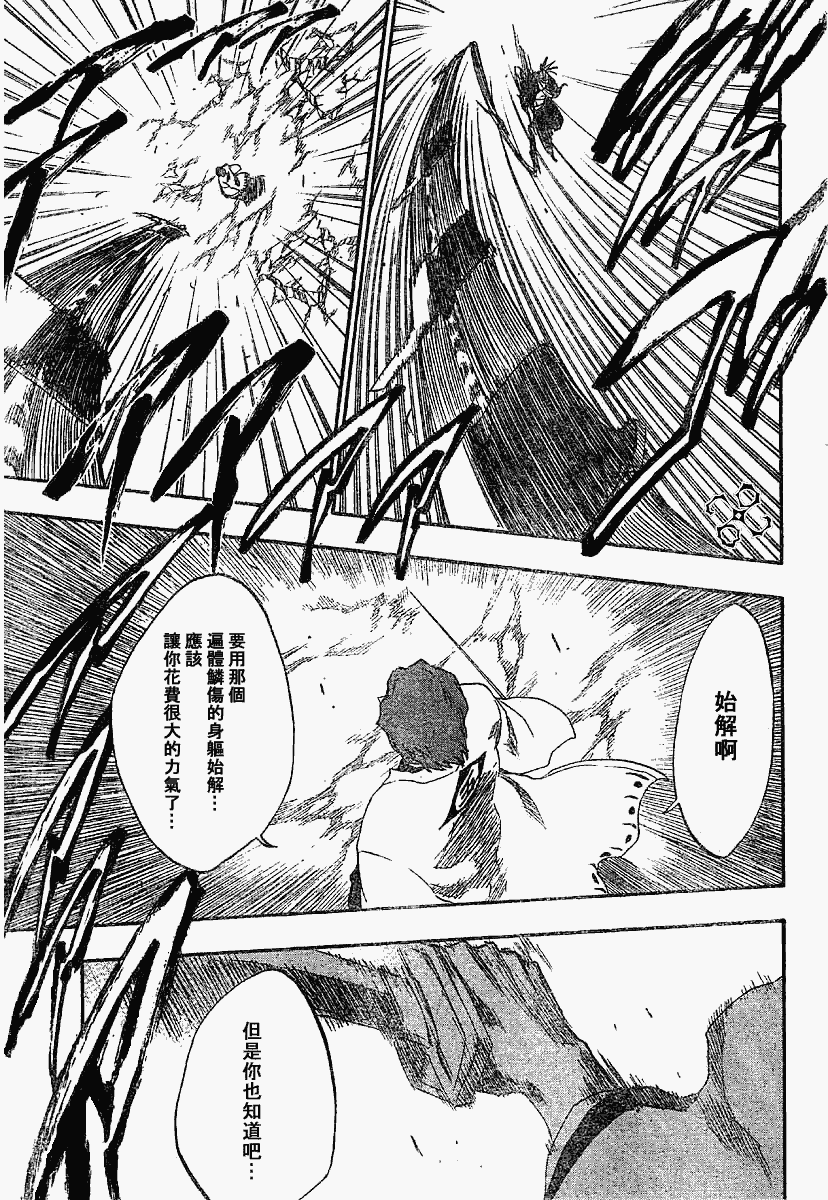 始解啊
要用那個
遍體鱗傷的身軀始解…
應該
讓你花費很大的力氣了…
但是你也知道吧…